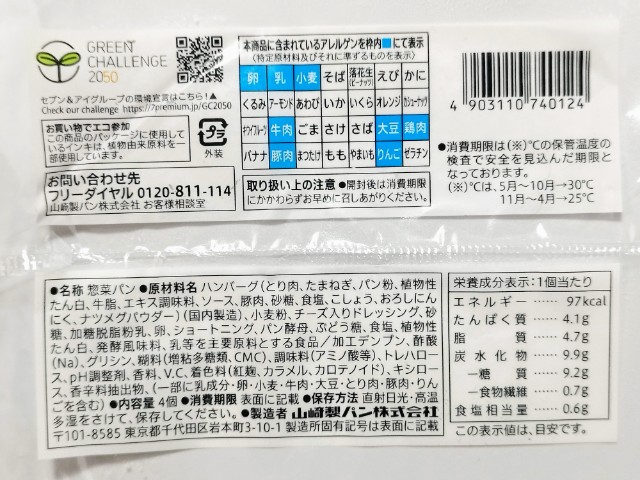 GREEN
CHALLENGE
2050
セブン&アイグループの環境宣言はこちら!▲
Check our challenge https://7premium.jp/GC2050
お買い物でエコ参加
この商品のパッケージに使用して
いるインキは、植物由来原料を一
部使用しています。
プラ
外装
お問い合わせ先
フリーダイヤル 0120-811-114
山崎製パン株式会社 お客様相談室
本商品に含まれているアレルゲンを枠内■にて表示
(特定原材料及びそれに準ずるものを表示)
卵 乳 小麦 そば 落花生(ピーナッツ) えび かに
くるみ アーモンド あわび いか いくら オレンジ カシューナッツ
キウイフルーツ 牛肉 ごま さけ さば 大豆 鶏肉
バナナ 豚肉 まつたけ もも やまいも りんご ゼラチン
取り扱い上の注意 ●開封後は消費期限
にかかわらずお早めに召しあがりください。
4 903110 740124
●消費期限は(※)℃の保管温度の
検査で安全を見込んだ期限と
なっております。
(※)℃は、5月~10月→30℃
11月~4月→25℃
●名称 惣菜パン ●原材料名 ハンバーグ(とり肉、たまねぎ、パン粉、植物性
たん白、牛脂、エキス調味料、ソース、豚肉、砂糖、食塩、こしょう、おろしにん
にく、ナツメグパウダー)(国内製造)、小麦粉、チーズ入りドレッシング、砂
糖、加糖脱脂粉乳、卵、ショートニング、パン酵母、ぶどう糖、食塩、植物性
たん白、発酵風味料、乳等を主要原料とする食品/加工デンプン、酢酸
(Na)、グリシン、糊料(増粘多糖類、CMC)、調味料(アミノ酸等)、トレハロ
ース、pH調整剤、香料、V.C、着色料(紅麹、カラメル、カロテノイド)、キシロー
ス、香辛料抽出物、(一部に乳成分・卵・小麦・牛肉・大豆・とり肉・豚肉・りん
ごを含む) ●内容量 4個 ●消費期限 表面に記載 ●保存方法 直射日光・高温
多湿をさけて、保存してください。 ●製造者 山崎製パン株式会社
〒101-8585 東京都千代田区岩本町3-10-1 製造所固有記号は表面に記載
栄養成分表示:1個当たり
エネルギー …… 97kcal
たんぱく質 …… 4.1g
脂質 …… 4.7g
炭水化物 …… 9.9g
－糖質 …… 9.2g
－食物繊維 …… 0.7g
食塩相当量 …… 0.6g
この表示値は、目安です。